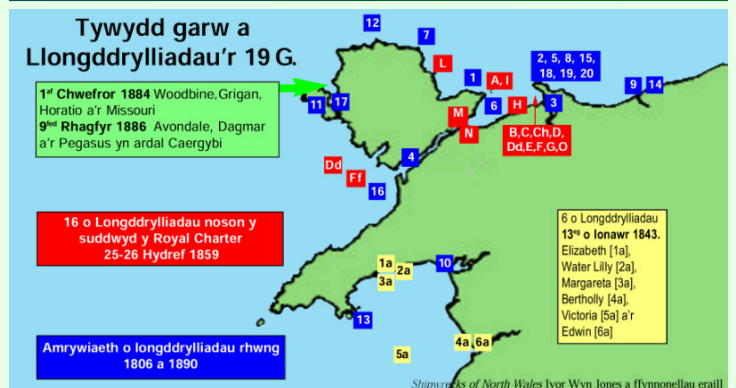 Tywydd garw a
Llongddrylliadau'r 19 G.
1af Chwefror 1884 Woodbine,Grigan,
Horatio a'r Missouri
9fed Rhagfyr 1886 Avondale, Dagmar
a'r Pegasus yn ardal Caergybi
12
7
L
1
A, I
2, 5, 8, 15,
18, 19, 20
9
14
11
17
M
6
H
3
N
B,C,Ch,D,
Dd,E,F,G,O
4
Dd
Ff
16
16 o Longddrylliadau noson y
suddwyd y Royal Charter
25-26 Hydref 1859
6 o Longddrylliadau
13eg o Ionawr 1843.
Elizabeth [1a],
Water Lilly [2a],
Margareta [3a],
Bertholly [4a],
Victoria [5a] a'r
Edwin [6a]
1a
2a
3a
10
13
4a
6a
5a
Amrywiaeth o longddrylliadau rhwng
1806 a 1890
Shipwrecks of North Wales Ivor Wyn Jones a ffynnonellau eraill